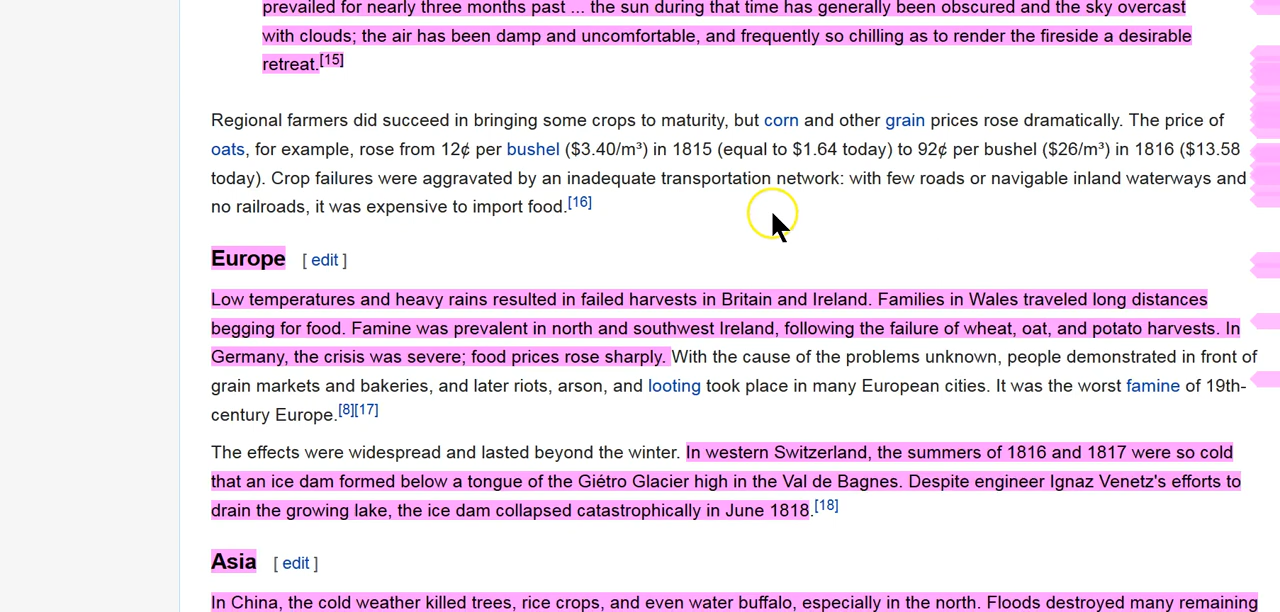 prevailed for nearly three months past ... the sun during that time has generally been obscured and the sky overcast
with clouds; the air has been damp and uncomfortable, and frequently so chilling as to render the fireside a desirable
retreat.[15]
Regional farmers did succeed in bringing some crops to maturity, but corn and other grain prices rose dramatically. The price of
oats, for example, rose from 12¢ per bushel ($3.40/m³) in 1815 (equal to $1.64 today) to 92¢ per bushel ($26/m³) in 1816 ($13.58
today). Crop failures were aggravated by an inadequate transportation network: with few roads or navigable inland waterways and
no railroads, it was expensive to import food.[16]
Europe [ edit ]
Low temperatures and heavy rains resulted in failed harvests in Britain and Ireland. Families in Wales traveled long distances
begging for food. Famine was prevalent in north and southwest Ireland, following the failure of wheat, oat, and potato harvests. In
Germany, the crisis was severe; food prices rose sharply. With the cause of the problems unknown, people demonstrated in front of
grain markets and bakeries, and later riots, arson, and looting took place in many European cities. It was the worst famine of 19th-
century Europe.[8][17]
The effects were widespread and lasted beyond the winter. In western Switzerland, the summers of 1816 and 1817 were so cold
that an ice dam formed below a tongue of the Giétro Glacier high in the Val de Bagnes. Despite engineer Ignaz Venetz's efforts to
drain the growing lake, the ice dam collapsed catastrophically in June 1818.[18]
Asia [ edit ]
In China, the cold weather killed trees, rice crops, and even water buffalo, especially in the north. Floods destroyed many remaining